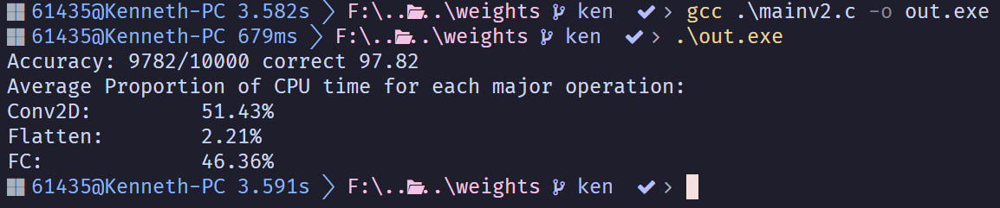 61435@Kenneth-PC 3.582s F:\....\weights ken > gcc .\mainv2.c -o out.exe
61435@Kenneth-PC 679ms F:\....\weights ken > .\out.exe
Accuracy: 9782/10000 correct 97.82
Average Proportion of CPU time for each major operation:
Conv2D: 51.43%
Flatten: 2.21%
FC: 46.36%
61435@Kenneth-PC 3.591s F:\....\weights ken >